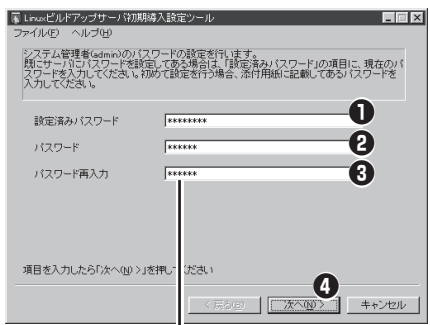 Linuxビルドアップサーバ初期導入設定ツール
ファイル(F) ヘルプ(H)
システム管理者(admin)のパスワードの設定を行います。
既にサーバにパスワードを設定してある場合は、「設定済みパスワード」の項目に、現在のパ
スワードを入力してください。初めて設定を行う場合、添付用紙に記載してあるパスワードを
入力してください。
設定済みパスワード ******** ❶
パスワード ****** ❷
パスワード再入力 ****** ❸
項目を入力したら「次へ(N) >」を押してください
❹
< 戻る(B) 次へ(N) > キャンセル